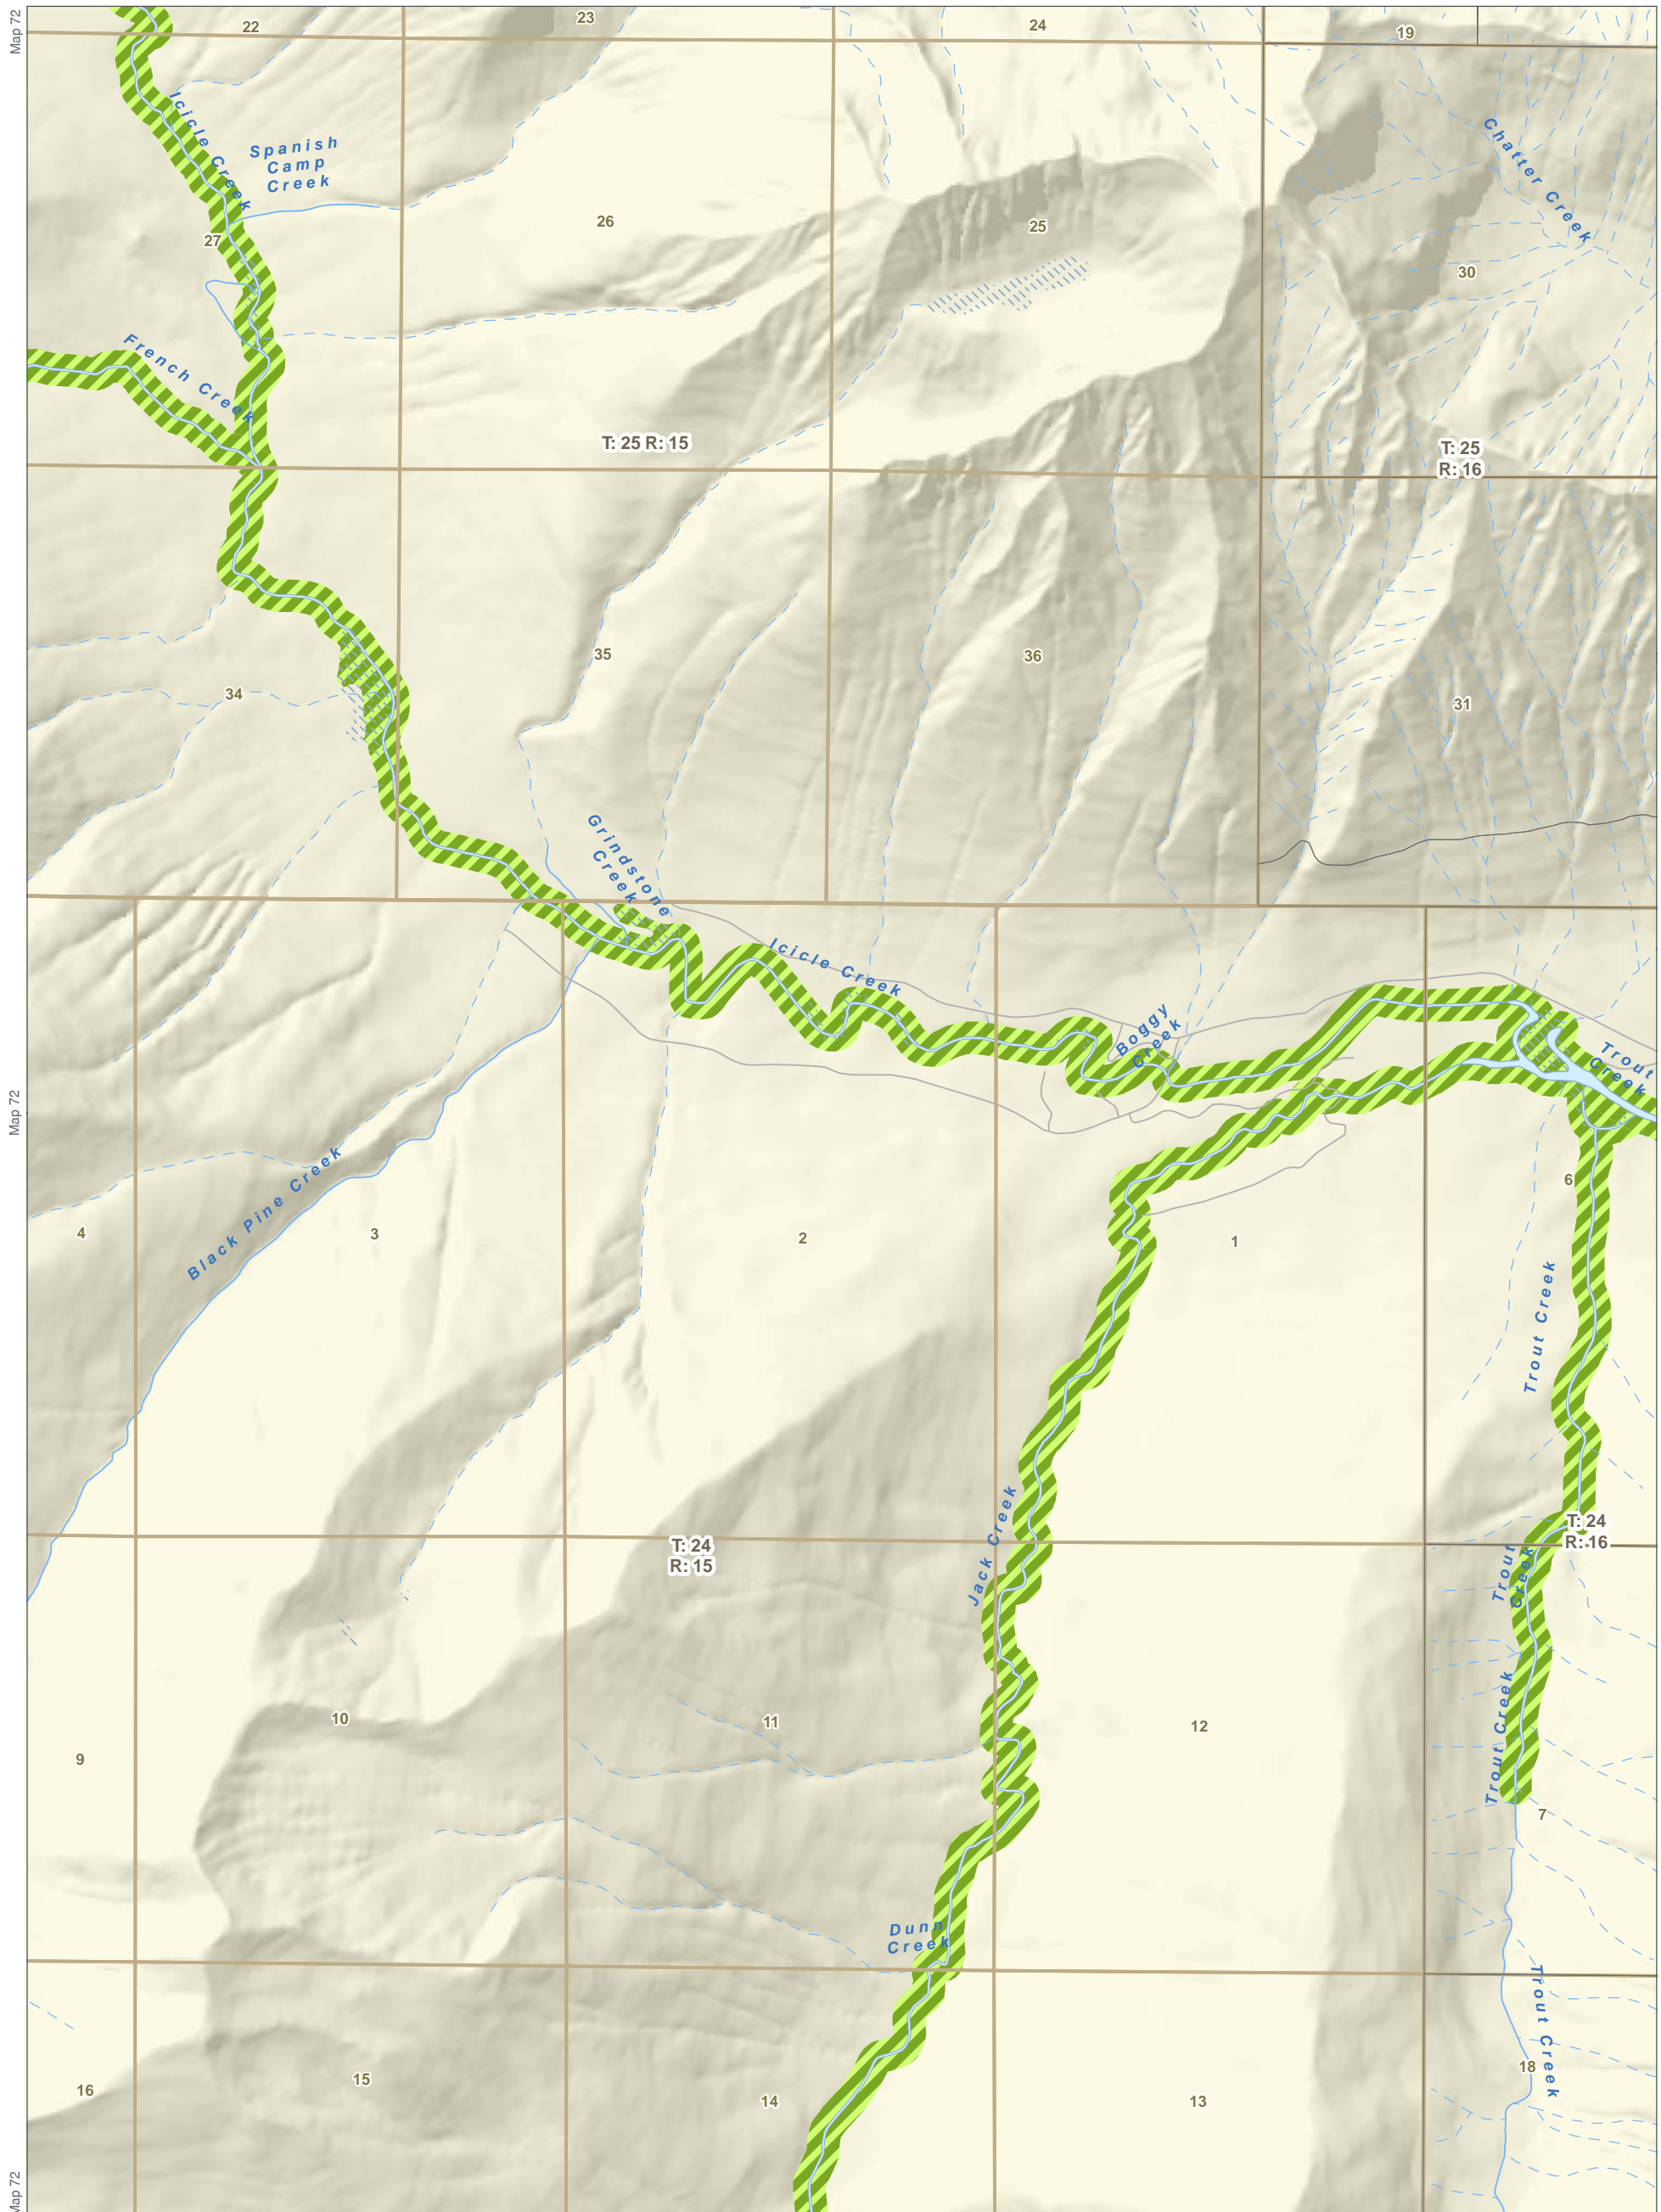 Map 72
22
23
24
19
Icicle Creek
Spanish
Camp
Creek
Chatter Creek
27
26
25
30
French Creek
T: 25 R: 15
T: 25
R: 16
34
35
36
31
Grindstone
Creek
Icicle Creek
Boggy
Creek
Trout
Creek
Map 72
Black Pine Creek
4
3
2
1
6
Trout Creek
Jack Creek
T: 24
R: 15
T: 24
R: 16
Trout
Creek
Trout Creek
9
10
11
12
7
Dunn
Creek
Trout Creek
16
15
14
13
18
Map 72